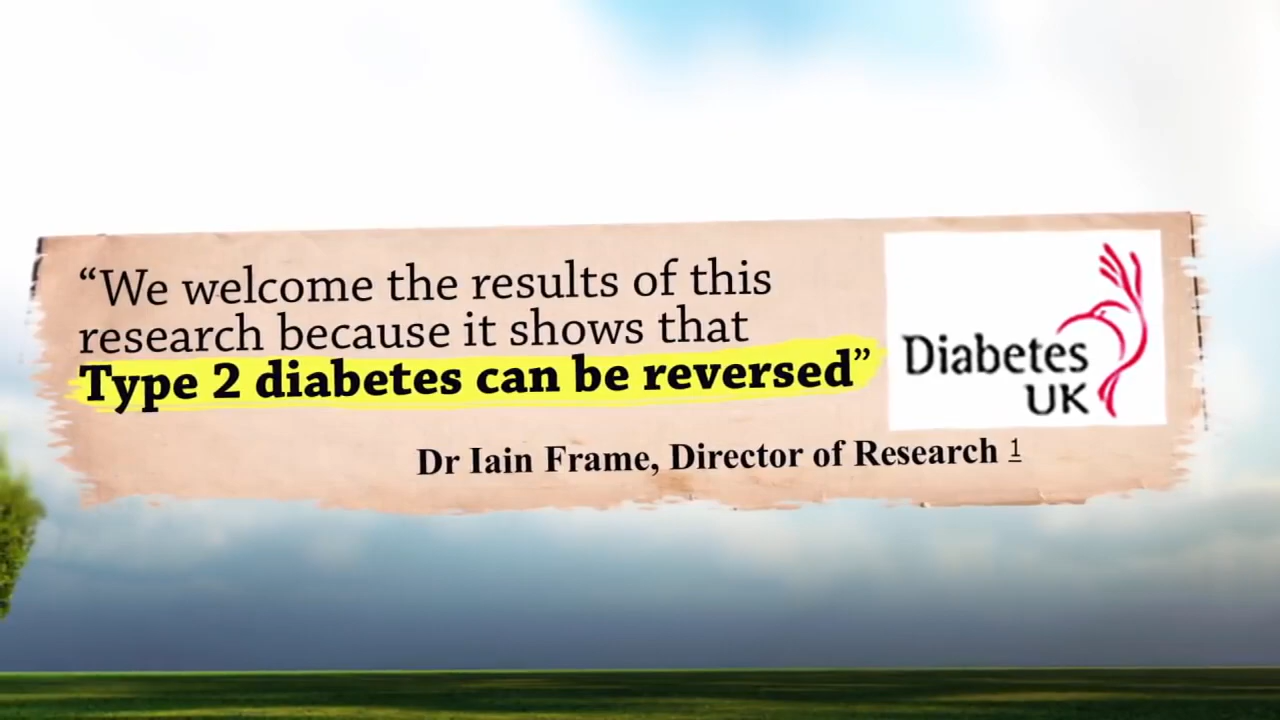 “We welcome the results of this
research because it shows that
Type 2 diabetes can be reversed”
Diabetes
UK
Dr Iain Frame, Director of Research 1